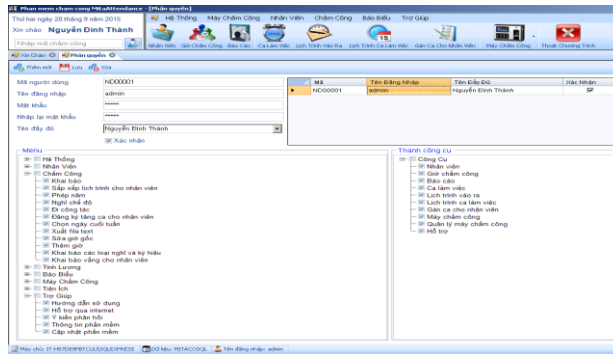 Phan mem cham cong MitaAttendance - [Phân quyền]
Thứ hai ngày 28 tháng 9 năm 2015
Hệ Thống Máy Chấm Công Nhân Viên Chấm Công Báo Biểu Trợ Giúp
Xin chào Nguyễn Đình Thành
Nhập mã chấm công
Nhân Viên Giờ Chấm Công Báo Cáo Ca Làm Việc Lịch Trình Vào Ra Lịch Trình Ca Làm Việc Gán Ca Cho Nhân Viên Máy Chấm Công Thoát Chương Trình
Xin Chào Phân quyền
Thêm mới Lưu Xóa
Mã người dùng ND00001
Tên đăng nhập admin
Mật khẩu *****
Nhập lại mật khẩu *****
Tên đầy đủ Nguyễn Đình Thành
Xác nhận
Mã Tên Đăng Nhập Tên Đầy Đủ Xác Nhận
ND00001 admin Nguyễn Đình Thành
Menu
Hệ Thống
Nhân Viên
Chấm Công
Khai báo
Sắp xếp lịch trình cho nhân viên
Phép năm
Nghỉ chế độ
Đi công tác
Đăng ký tăng ca cho nhân viên
Chọn ngày cuối tuần
Xuất file text
Sửa giờ gốc
Thêm giờ
Khai báo các loại nghỉ và ký hiệu
Khai báo vắng cho nhân viên
Tính Lương
Báo Biểu
Máy Chấm Công
Tiện Ích
Trợ Giúp
Hướng dẫn sử dụng
Hỗ trợ qua internet
Ý kiến phản hồi
Thông tin phần mềm
Cập nhật phần mềm
Thanh công cụ
Công Cụ
Nhân viên
Giờ chấm công
Báo cáo
Ca làm việc
Lịch trình vào ra
Lịch trình ca làm việc
Gán ca cho nhân viên
Máy chấm công
Quản lý máy chấm công
Hỗ trợ
Dữ liệu: MITACOSQL Tên đăng nhập: admin